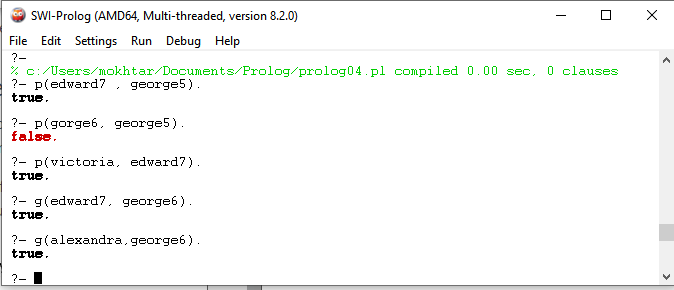 SWI-Prolog (AMD64, Multi-threaded, version 8.2.0)
File Edit Settings Run Debug Help
?-
% c:/Users/mokhtar/Documents/Prolog/prolog04.pl compiled 0.00 sec, 0 clauses
?- p(edward7 , george5).
true.
?- p(gorge6, george5).
false.
?- p(victoria, edward7).
true.
?- g(edward7, george6).
true.
?- g(alexandra,george6).
true.
?-